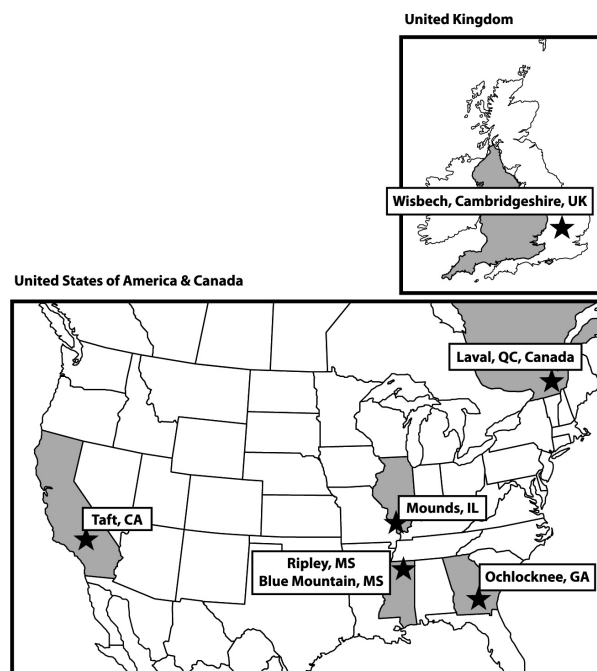 United Kingdom
Wisbech, Cambridgeshire, UK
United States of America & Canada
Laval, QC, Canada
Taft, CA
Mounds, IL
Ripley, MS
Blue Mountain, MS
Ochlocknee, GA